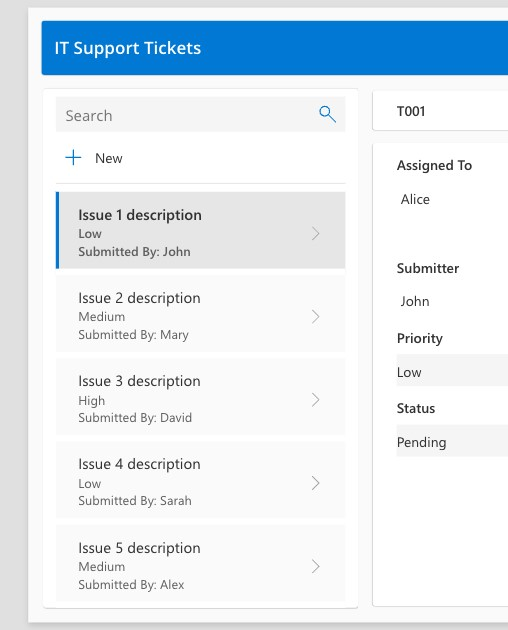 IT Support Tickets
Search
New
Issue 1 description
Low
Submitted By: John
Issue 2 description
Medium
Submitted By: Mary
Issue 3 description
High
Submitted By: David
Issue 4 description
Low
Submitted By: Sarah
Issue 5 description
Medium
Submitted By: Alex
T001
Assigned To
Alice
Submitter
John
Priority
Low
Status
Pending